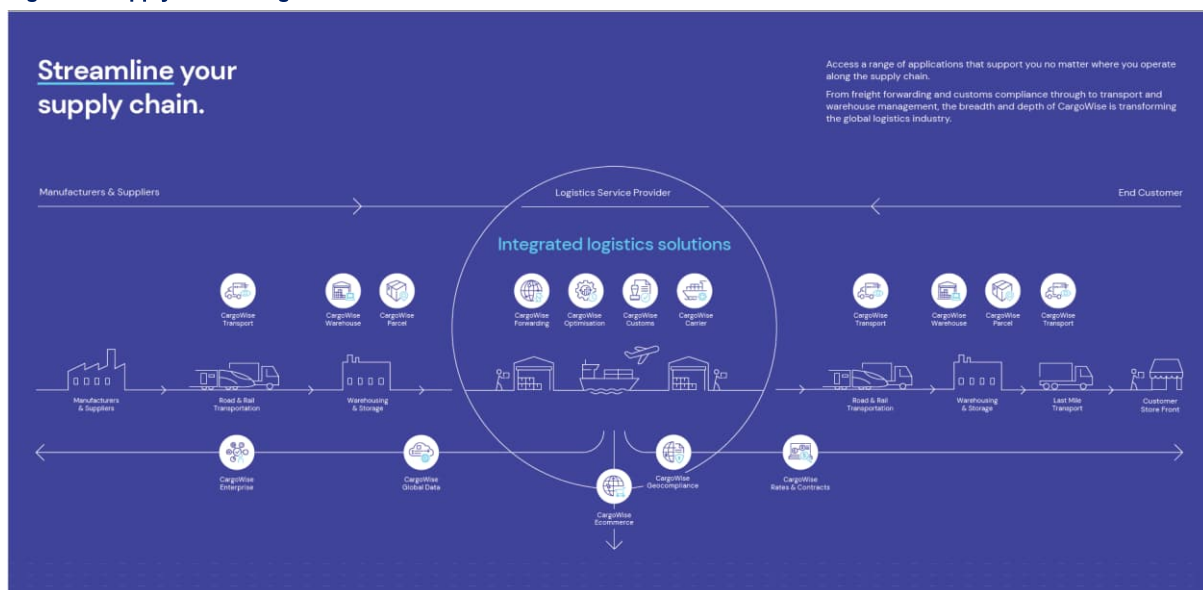 Streamline your
supply chain.
Access a range of applications that support you no matter where you operate
along the supply chain.
From freight forwarding and customs compliance through to transport and
warehouse management, the breadth and depth of CargoWise is transforming
the global logistics industry.
Manufacturers & Suppliers
Logistics Service Provider
End Customer
Integrated logistics solutions
CargoWise
Transport
CargoWise
Warehouse
CargoWise
Parcel
CargoWise
Forwarding
CargoWise
Optimisation
CargoWise
Customs
CargoWise
Carrier
CargoWise
Transport
CargoWise
Warehouse
CargoWise
Parcel
CargoWise
Transport
Manufacturers
& Suppliers
Road & Rail
Transportation
Warehousing
& Storage
Road & Rail
Transportation
Warehousing
& Storage
Last Mile
Transport
Customer
Store Front
CargoWise
Enterprise
CargoWise
Global Data
CargoWise
Geocompliance
CargoWise
Rates & Contracts
CargoWise
Ecommerce